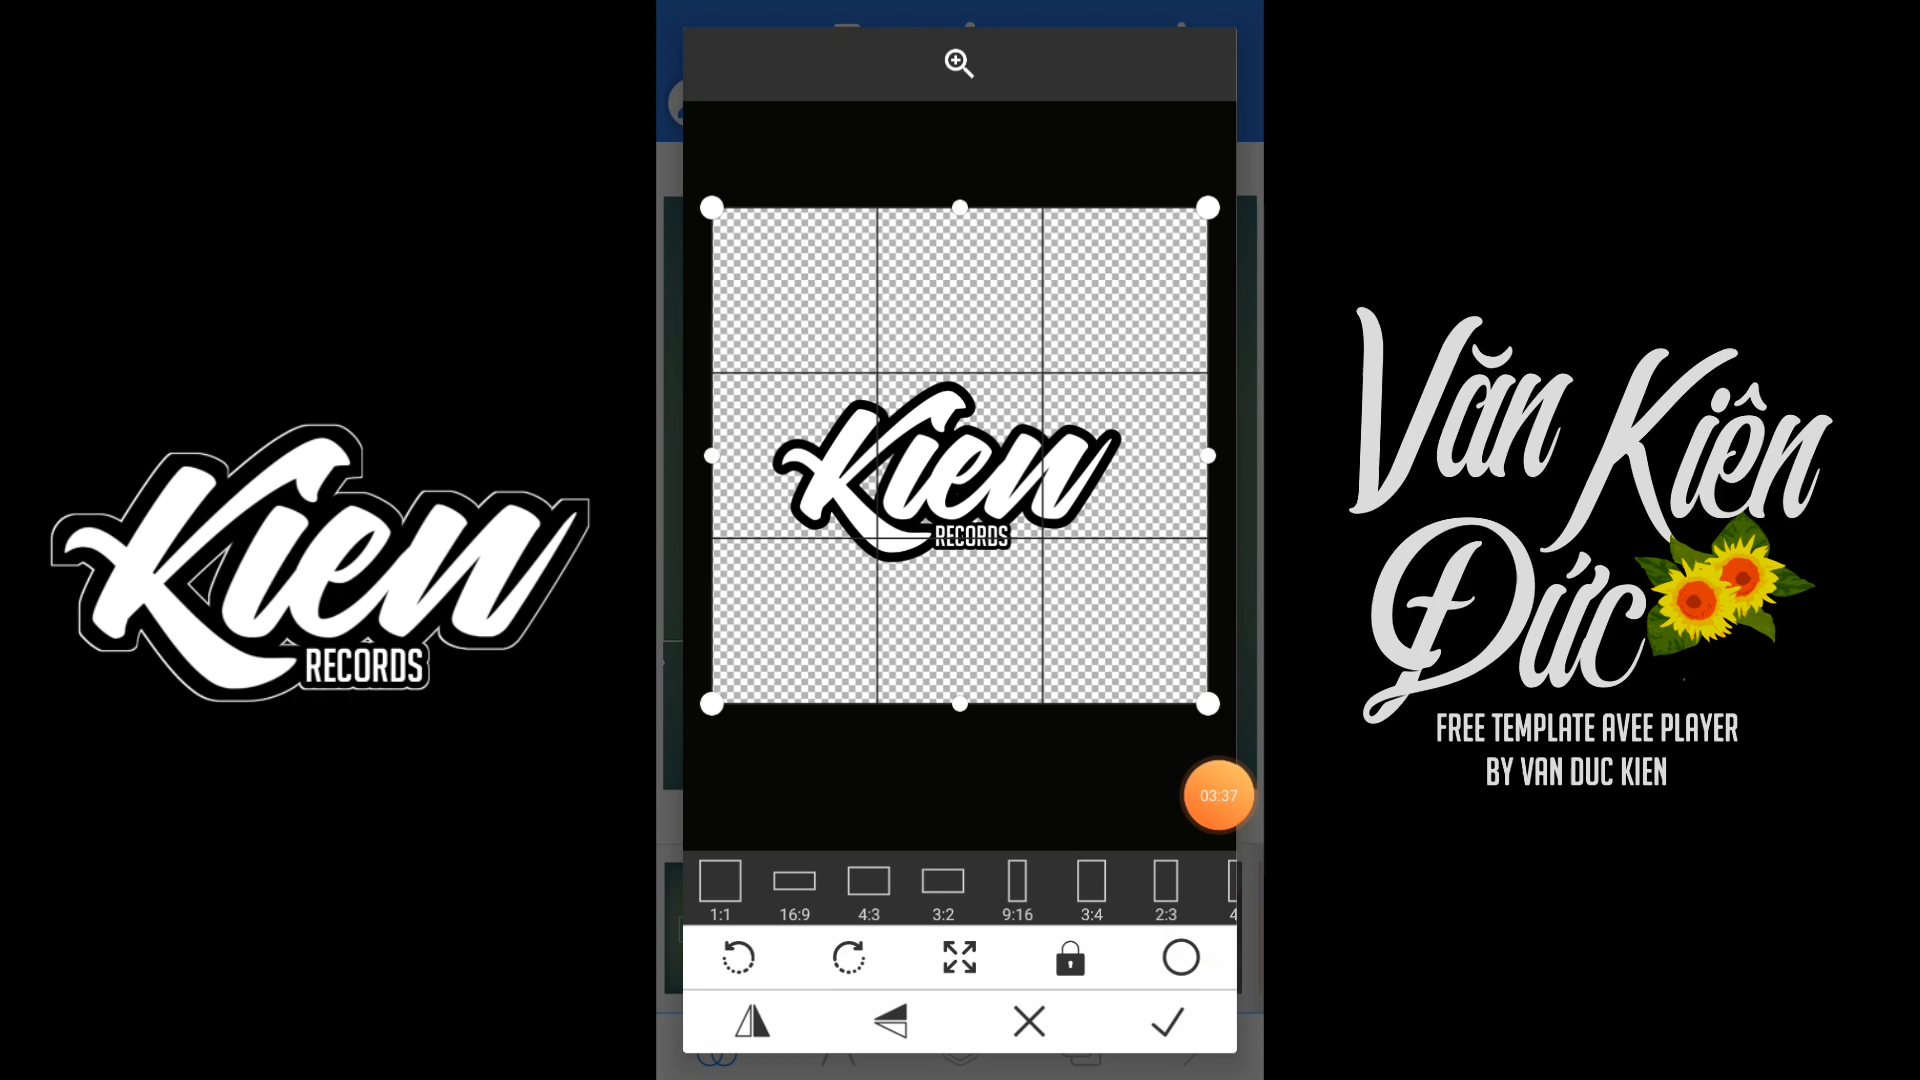 Kien
RECORDS
Kien
RECORDS
03:37
1:1
16:9
4:3
3:2
9:16
3:4
2:3
4
Văn Kiên
Đức
FREE TEMPLATE AVEE PLAYER
BY VAN DUC KIEN